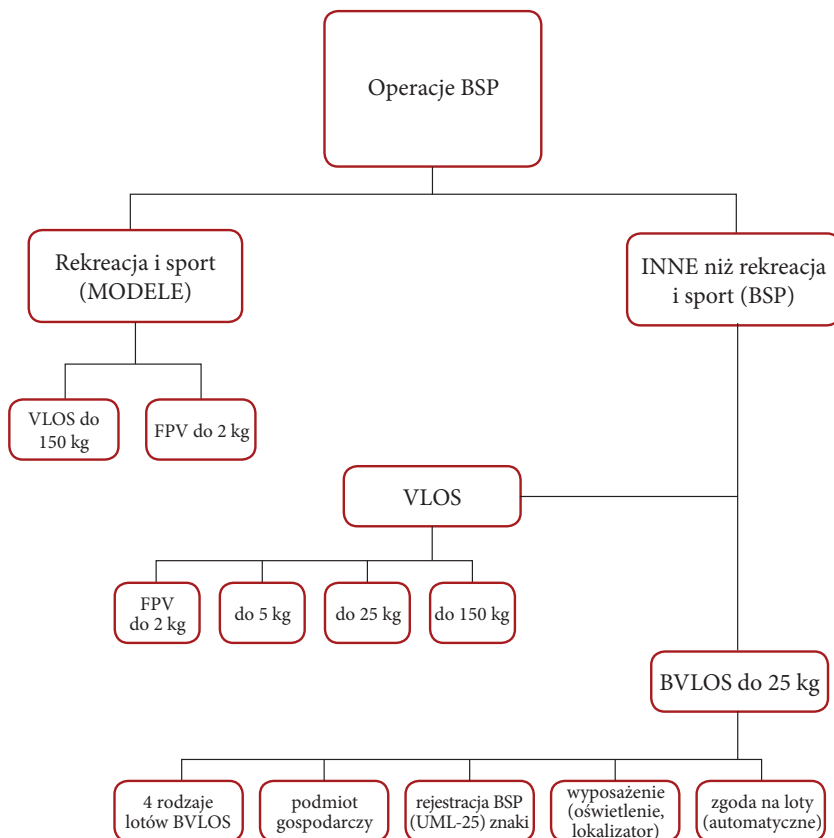 Operacje BSP
Rekreacja i sport
(MODELE)
INNE niż rekreacja
i sport (BSP)
VLOS do
150 kg
FPV do 2 kg
VLOS
FPV
do 2 kg
do 5 kg
do 25 kg
do 150 kg
BVLOS do 25 kg
4 rodzaje
lotów BVLOS
podmiot
gospodarczy
rejestracja BSP
(UML-25) znaki
wyposażenie
(oświetlenie,
lokalizator)
zgoda na loty
(automatyczne)